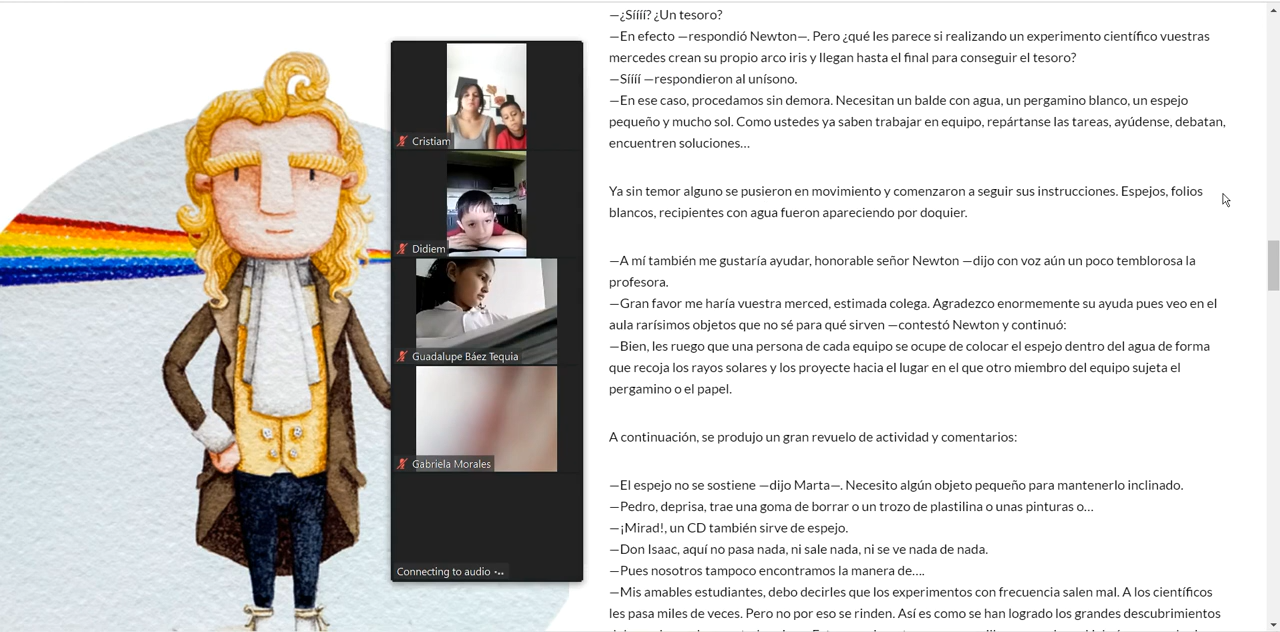 —¿Síííí? ¿Un tesoro?
—En efecto —respondió Newton—. Pero ¿qué les parece si realizando un experimento científico vuestras
mercedes crean su propio arco iris y llegan hasta el final para conseguir el tesoro?
—Síííí —respondieron al unísono.
—En ese caso, procedamos sin demora. Necesitan un balde con agua, un pergamino blanco, un espejo
pequeño y mucho sol. Como ustedes ya saben trabajar en equipo, repártanse las tareas, ayúdense, debatan,
encuentren soluciones...
Ya sin temor alguno se pusieron en movimiento y comenzaron a seguir sus instrucciones. Espejos, folios
blancos, recipientes con agua fueron apareciendo por doquier.
—A mí también me gustaría ayudar, honorable señor Newton —dijo con voz aún un poco temblorosa la
profesora.
—Gran favor me haría vuestra merced, estimada colega. Agradezco enormemente su ayuda pues veo en el
aula rarísimos objetos que no sé para qué sirven —contestó Newton y continuó:
—Bien, les ruego que una persona de cada equipo se ocupe de colocar el espejo dentro del agua de forma
que recoja los rayos solares y los proyecte hacia el lugar en el que otro miembro del equipo sujeta el
pergamino o el papel.
A continuación, se produjo un gran revuelo de actividad y comentarios:
—El espejo no se sostiene —dijo Marta—. Necesito algún objeto pequeño para mantenerlo inclinado.
—Pedro, deprisa, trae una goma de borrar o un trozo de plastilina o unas pinturas o...
—¡Mirad!, un CD también sirve de espejo.
—Don Isaac, aquí no pasa nada, ni sale nada, ni se ve nada de nada.
—Pues nosotros tampoco encontramos la manera de....
—Mis amables estudiantes, debo decirles que los experimentos con frecuencia salen mal. A los científicos
les pasa miles de veces. Pero no por eso se rinden. Así es como se han logrado los grandes descubrimientos
Cristiam
Didiem
Guadalupe Báez Tequia
Gabriela Morales
Connecting to audio